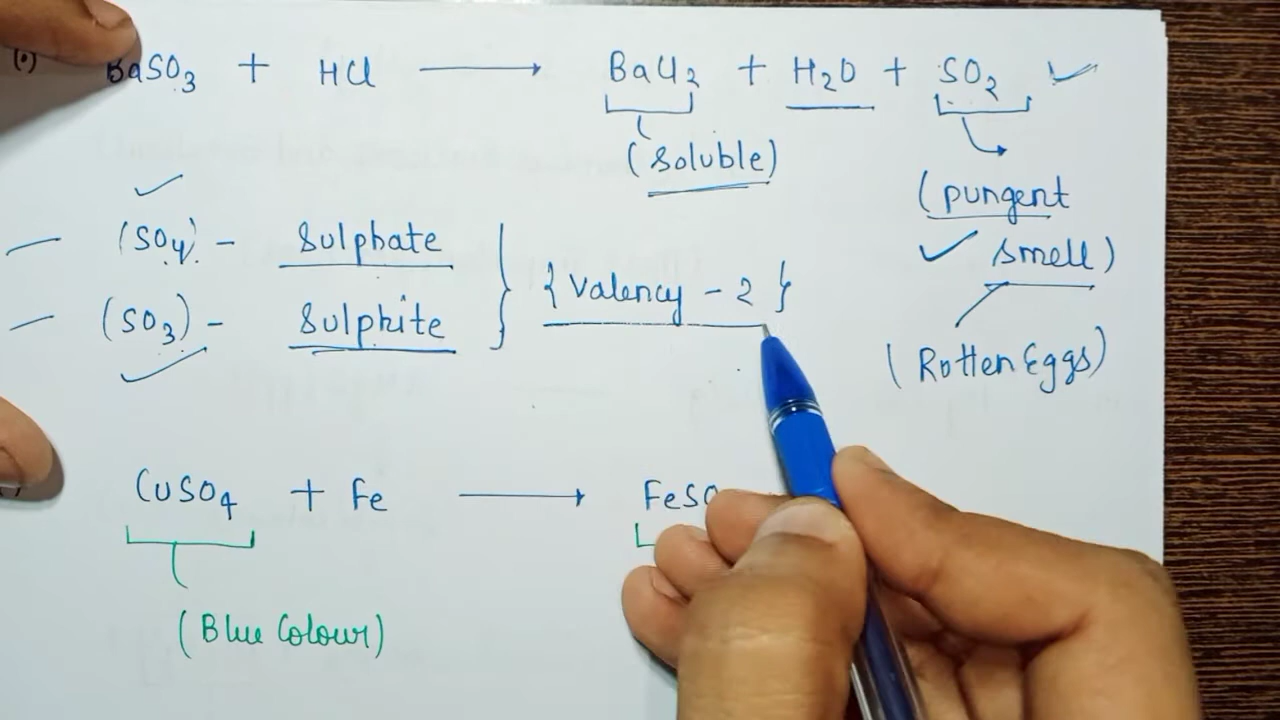 BaSO3 + HCl ⟶ BaCl2 + H2O + SO2 ✓
(soluble)
(pungent
✓ smell)
(Rotten Eggs)
✓
— (SO4) - Sulphate
— (SO3) - Sulphite } {Valency - 2}
✓
CuSO4 + Fe ⟶ FeSO
(Blue Colour)